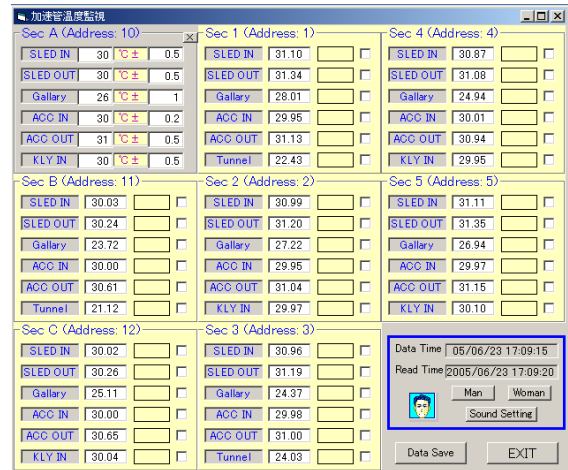 加速管温度監視
Sec A (Address: 10)
SLED IN 30 ℃ ± 0.5
SLED OUT 30 ℃ ± 0.5
Gallary 26 ℃ ± 1
ACC IN 30 ℃ ± 0.2
ACC OUT 31 ℃ ± 0.5
KLY IN 30 ℃ ± 0.5
Sec 1 (Address: 1)
SLED IN 31.10
SLED OUT 31.34
Gallary 28.01
ACC IN 29.95
ACC OUT 31.13
Tunnel 22.43
Sec 4 (Address: 4)
SLED IN 30.87
SLED OUT 31.08
Gallary 24.94
ACC IN 30.01
ACC OUT 30.94
KLY IN 29.95
Sec B (Address: 11)
SLED IN 30.03
SLED OUT 30.24
Gallary 23.72
ACC IN 30.00
ACC OUT 30.61
Tunnel 21.12
Sec 2 (Address: 2)
SLED IN 30.99
SLED OUT 31.20
Gallary 27.22
ACC IN 29.95
ACC OUT 31.04
KLY IN 29.97
Sec 5 (Address: 5)
SLED IN 31.11
SLED OUT 31.35
Gallary 26.94
ACC IN 29.97
ACC OUT 31.15
KLY IN 30.10
Sec C (Address: 12)
SLED IN 30.02
SLED OUT 30.26
Gallary 25.11
ACC IN 30.00
ACC OUT 30.65
KLY IN 30.04
Sec 3 (Address: 3)
SLED IN 30.96
SLED OUT 31.19
Gallary 24.37
ACC IN 29.98
ACC OUT 31.00
Tunnel 24.03
Data Time 05/06/23 17:09:15
Read Time 2005/06/23 17:09:20
Man Woman
Sound Setting
Data Save EXIT